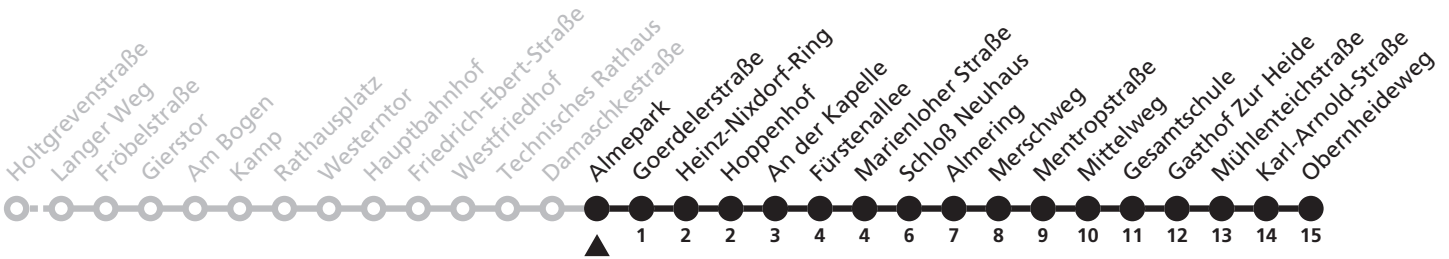 Holtgrevenstraße
Langer Weg
Fröbelstraße
Gierstor
Am Bogen
Kamp
Rathausplatz
Westerntor
Hauptbahnhof
Friedrich-Ebert-Straße
Westfriedhof
Technisches Rathaus
Damaschkestraße
Almepark
Goerdelerstraße
Heinz-Nixdorf-Ring
Hoppenhof
An der Kapelle
Fürstenallee
Marienloher Straße
Schloß Neuhaus
Almering
Merschweg
Mentropstraße
Mittelweg
Gesamtschule
Gasthof Zur Heide
Mühlenteichstraße
Karl-Arnold-Straße
Obernheideweg
1 2 2 3 4 4 6 7 8 9 10 11 12 13 14 15